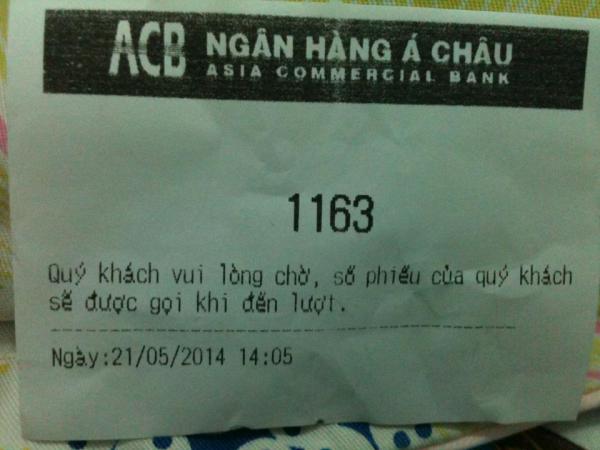 ACB NGÂN HÀNG Á CHÂU
ASIA COMMERCIAL BANK
1163
Quý khách vui lòng chờ, số phiếu của quý khách
sẽ được gọi khi đến lượt.
Ngày:21/05/2014 14:05